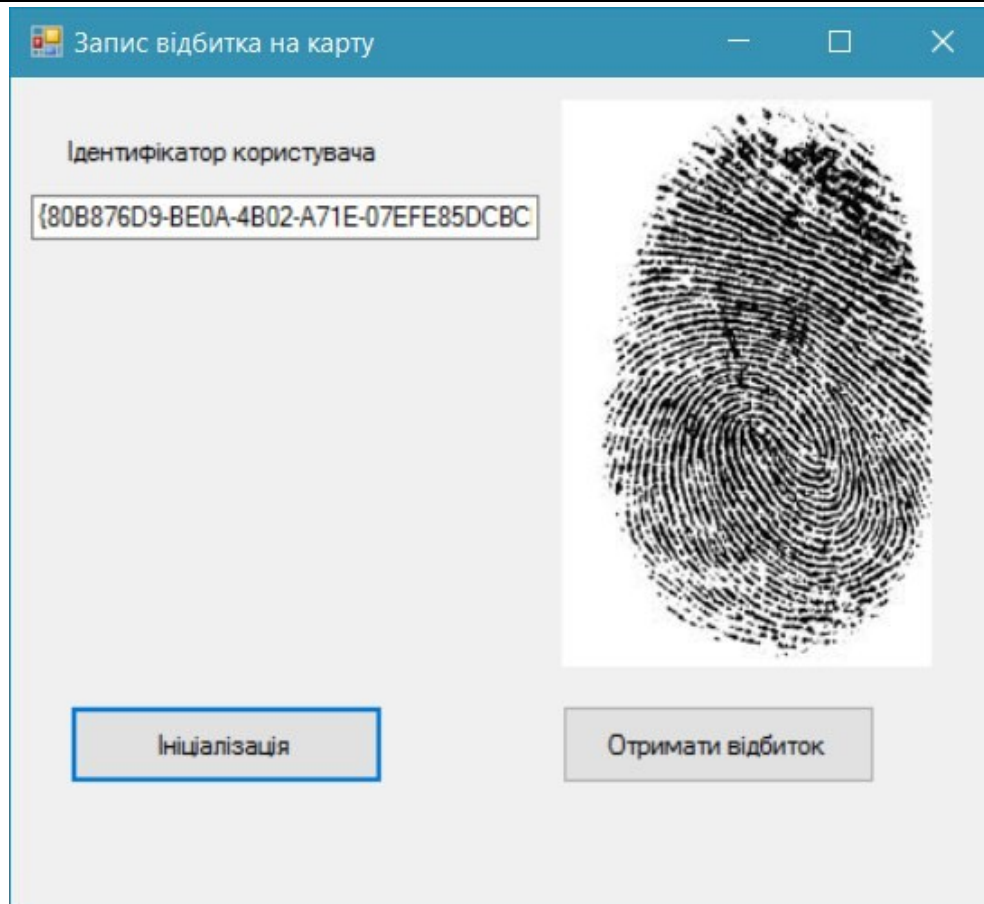 Запис відбитка на карту
Ідентифікатор користувача
{80B876D9-BE0A-4B02-A71E-07EFE85DCBC
Ініціалізація
Отримати відбиток